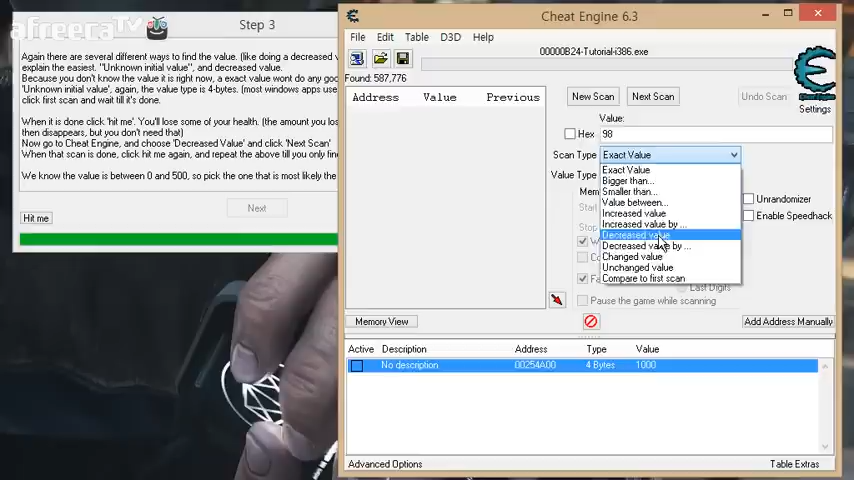 afreecaTV
Step 3
Again there are several different ways to find the value. (like doing a decreased v
explain the easiest. "Unknown initial value", and decreased value.
Because you don't know the value it is right now, a exact value wont do any goo
'Unknown initial value', again, the value type is 4-bytes. (most windows apps use
click first scan and wait till it's done.
When it is done click 'hit me'. You'll lose some of your health. (the amount you los
then disappears, but you don't need that)
Now go to Cheat Engine, and choose 'Decreased Value' and click 'Next Scan'
When that scan is done, click hit me again, and repeat the above till you only fin
We know the value is between 0 and 500, so pick the one that is most likely the
Next
Hit me
Cheat Engine 6.3
File Edit Table D3D Help
00000B24-Tutorial-i386.exe
Found: 587,776
Address Value Previous
New Scan Next Scan Undo Scan
Settings
Value:
Hex 98
Scan Type Exact Value
Value Type
Exact Value
Bigger than...
Smaller than...
Value between...
Increased value
Increased value by ...
Decreased value
Decreased value by ...
Changed value
Unchanged value
Compare to first scan
Unrandomizer
Enable Speedhack
Last Digits
Pause the game while scanning
Memory View
Add Address Manually
Active Description Address Type Value
No description 00254A00 4 Bytes 1000
Advanced Options
Table Extras